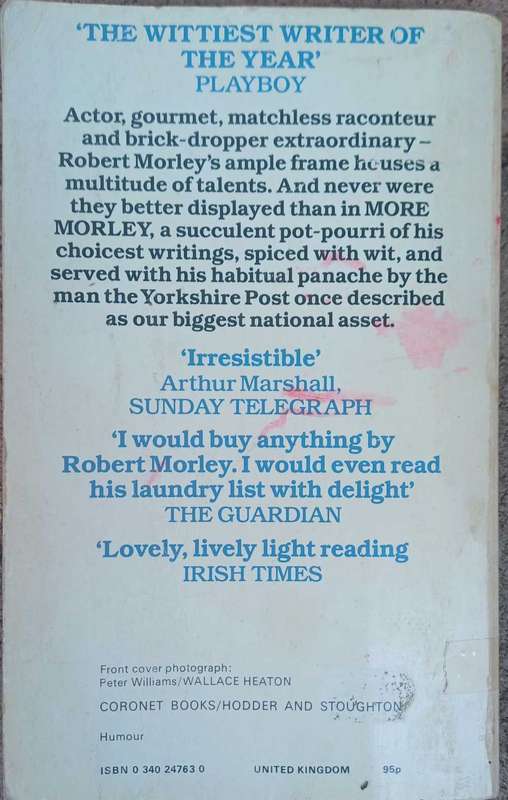 ‘THE WITTIEST WRITER OF
THE YEAR’
PLAYBOY
Actor, gourmet, matchless raconteur
and brick-dropper extraordinary –
Robert Morley’s ample frame houses a
multitude of talents. And never were
they better displayed than in MORE
MORLEY, a succulent pot-pourri of his
choicest writings, spiced with wit, and
served with his habitual panache by the
man the Yorkshire Post once described
as our biggest national asset.
‘Irresistible’
Arthur Marshall,
SUNDAY TELEGRAPH
‘I would buy anything by
Robert Morley. I would even read
his laundry list with delight’
THE GUARDIAN
‘Lovely, lively light reading
IRISH TIMES
Front cover photograph:
Peter Williams/WALLACE HEATON
CORONET BOOKS/HODDER AND STOUGHTON
Humour
ISBN 0 340 24763 0 UNITED KINGDOM 95p